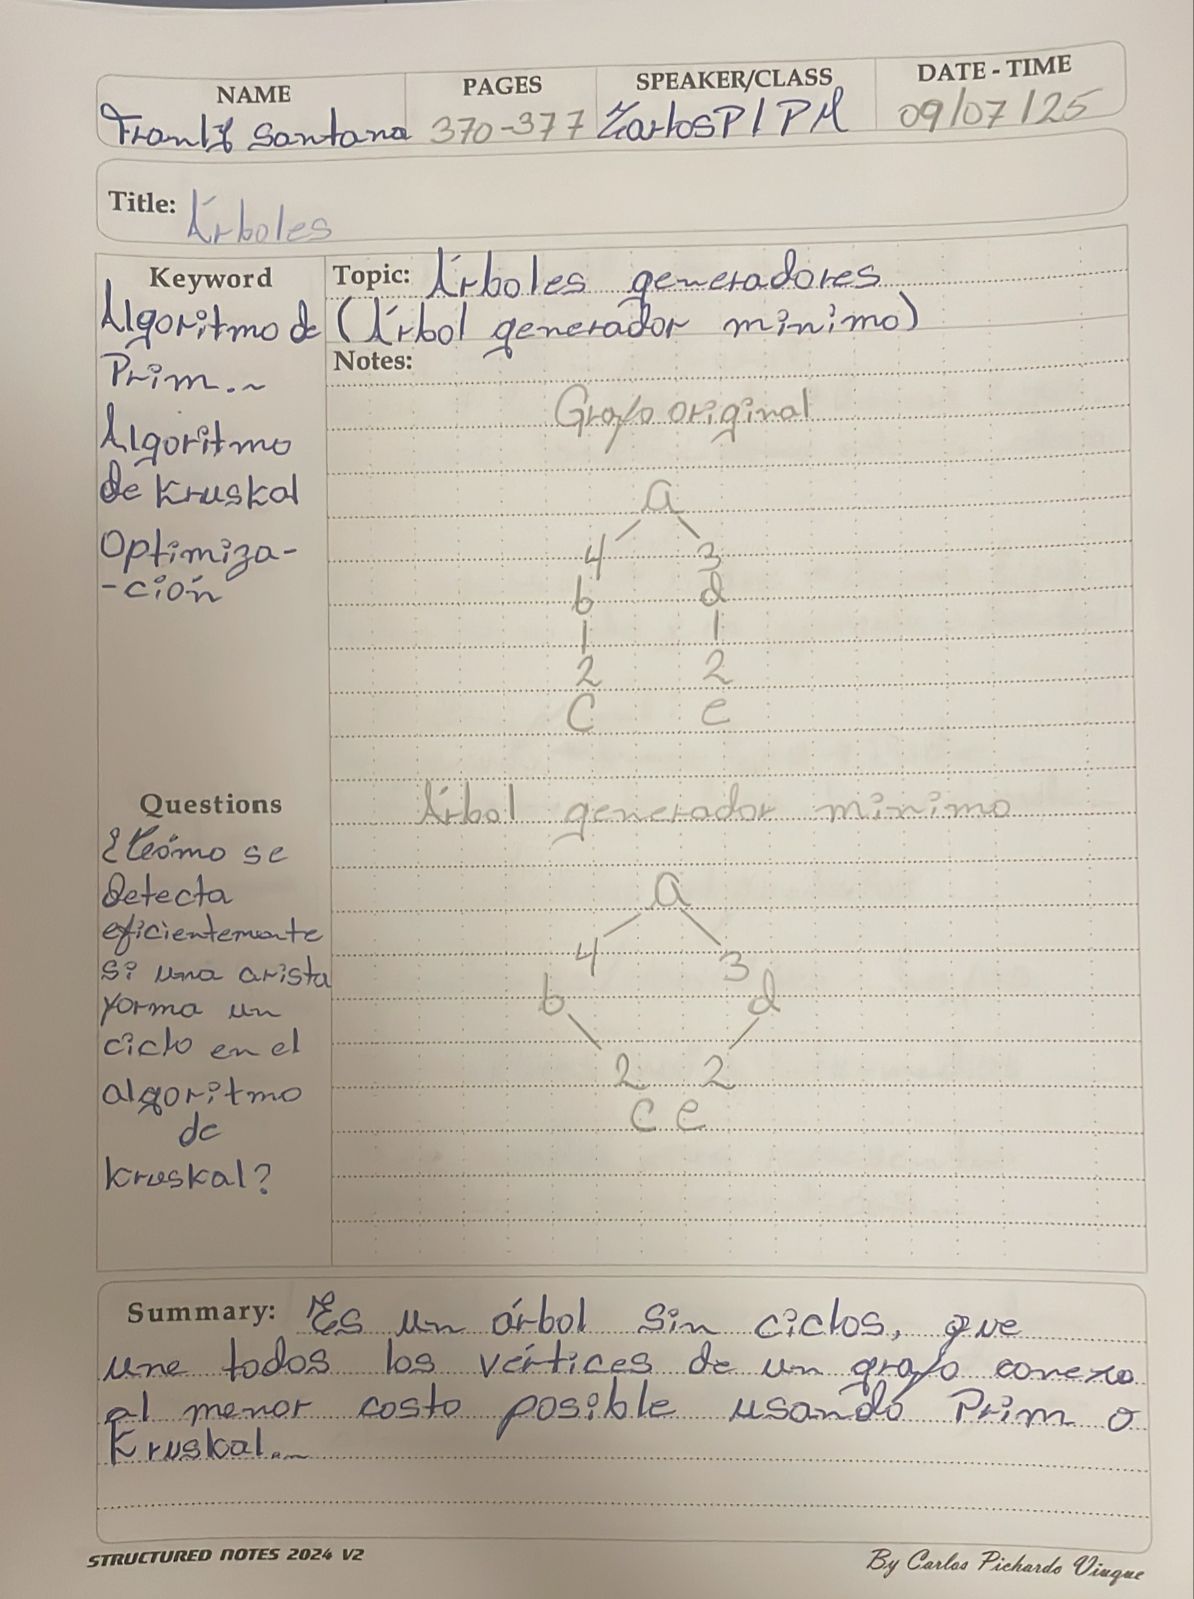 NAME
PAGES
SPEAKER/CLASS
DATE - TIME
Santana
370-377
CarlosP/PM
09/07/25
Title: Árboles
Keyword
Algoritmo de
Prim.~
Algoritmo
de Kruskal
Optimiza-
-ción
Topic: Árboles generadores
(Árbol generador minimo)
Notes:
Grafo original
a
4 3
b d
| |
2 2
C e
Árbol generador minimo
a
4 3
b d
2 2
C e
Questions
¿Cómo se
detecta
eficientemente
si una arista
forma un
ciclo en el
algoritmo
de
kruskal?
Summary: Es un árbol sin ciclos, que
une todos los vértices de un grafo conexo
al menor costo posible usando Prim o
Kruskal.~
STRUCTURED NOTES 2024 V2
By Carlos Pichardo Viuque